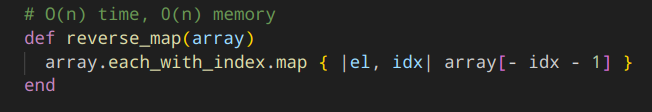 # O(n) time, O(n) memory
def reverse_map(array)
  array.each_with_index.map { |el, idx| array[- idx - 1] }
end